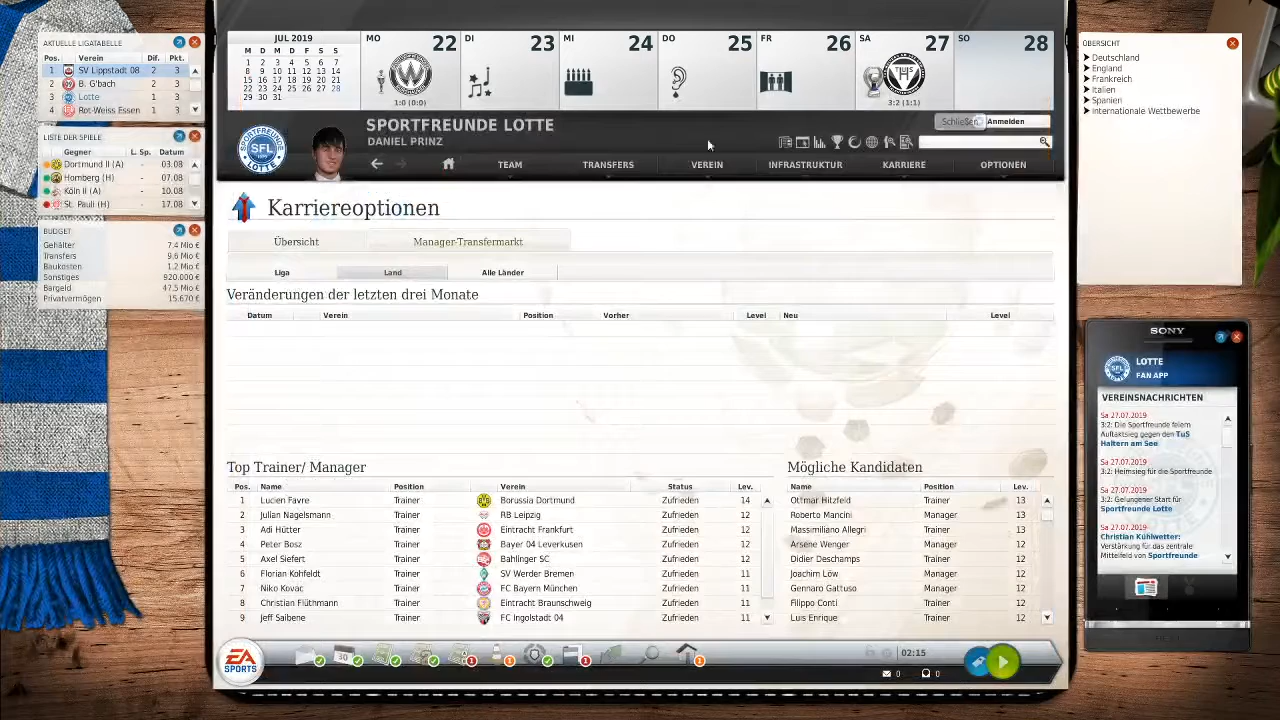 AKTUELLE LIGATABELLE
Pos. Verein Dif. Pkt.
1 SV Lippstadt 08 2 3
2 B. G'bach 2 3
3 Lotte 1 3
4 Rot-Weiss Essen 1 3
LISTE DER SPIELE
Gegner L. Sp. Datum
Dortmund II (A) - 03.08
Homberg (H) - 07.08
Köln II (A) - 10.08
St. Pauli (H) - 17.08
BUDGET
Gehälter 7.4 Mio €
Transfers 9.6 Mio €
Baukosten 1.2 Mio €
Sonstiges 920.000 €
Bargeld 47.5 Mio €
Privatvermögen 15.670 €
JUL 2019
M D M D F S S
1 2 3 4 5 6 7
8 9 10 11 12 13 14
15 16 17 18 19 20 21
22 23 24 25 26 27 28
29 30 31
MO 22
1:0 (0:0)
DI 23
MI 24
DO 25
FR 26
SA 27
3:2 (1:1)
SO 28
SPORTFREUNDE LOTTE
DANIEL PRINZ
SFL
Schließen Anmelden
TEAM TRANSFERS VEREIN INFRASTRUKTUR KARRIERE OPTIONEN
Karriereoptionen
Übersicht Manager-Transfermarkt
Liga Land Alle Länder
Veränderungen der letzten drei Monate
Datum Verein Position Vorher Level Neu Level
Top Trainer/ Manager
Pos. Name Position Verein Status Lev.
1 Lucien Favre Trainer Borussia Dortmund Zufrieden 14
2 Julian Nagelsmann Trainer RB Leipzig Zufrieden 12
3 Adi Hütter Trainer Eintracht Frankfurt Zufrieden 12
4 Peter Bosz Trainer Bayer 04 Leverkusen Zufrieden 12
5 Axel Siefert Trainer Bahlinger SC Zufrieden 12
6 Florian Kohfeldt Trainer SV Werder Bremen Zufrieden 11
7 Niko Kovac Trainer FC Bayern München Zufrieden 11
8 Christian Flüthmann Trainer Eintracht Braunschweig Zufrieden 11
9 Jeff Saibene Trainer FC Ingolstadt 04 Zufrieden 11
Mögliche Kandidaten
Name Position Lev.
Ottmar Hitzfeld Trainer 13
Roberto Mancini Manager 13
Massimiliano Allegri Trainer 13
Arsene Wenger Manager 12
Didier Deschamps Trainer 12
Joachim Löw Manager 12
Gennaro Gattuso Manager 12
Filippo Conti Trainer 12
Luis Enrique Trainer 12
EA SPORTS
30
1 1 1 1
02:15
0 0
ÜBERSICHT
Deutschland
England
Frankreich
Italien
Spanien
Internationale Wettbewerbe
SONY
LOTTE
FAN APP
VEREINSNACHRICHTEN
Sa 27.07.2019
3:2: Die Sportfreunde feiern
Auftaktsieg gegen den TuS
Haltern am See
Sa 27.07.2019
3:2: Heimsieg für die Sportfreunde
Sa 27.07.2019
3:2: Gelungener Start für
Sportfreunde Lotte
Sa 27.07.2019
Christian Kühlwetter:
Verstärkung für das zentrale
Mittelfeld von Sportfreunde